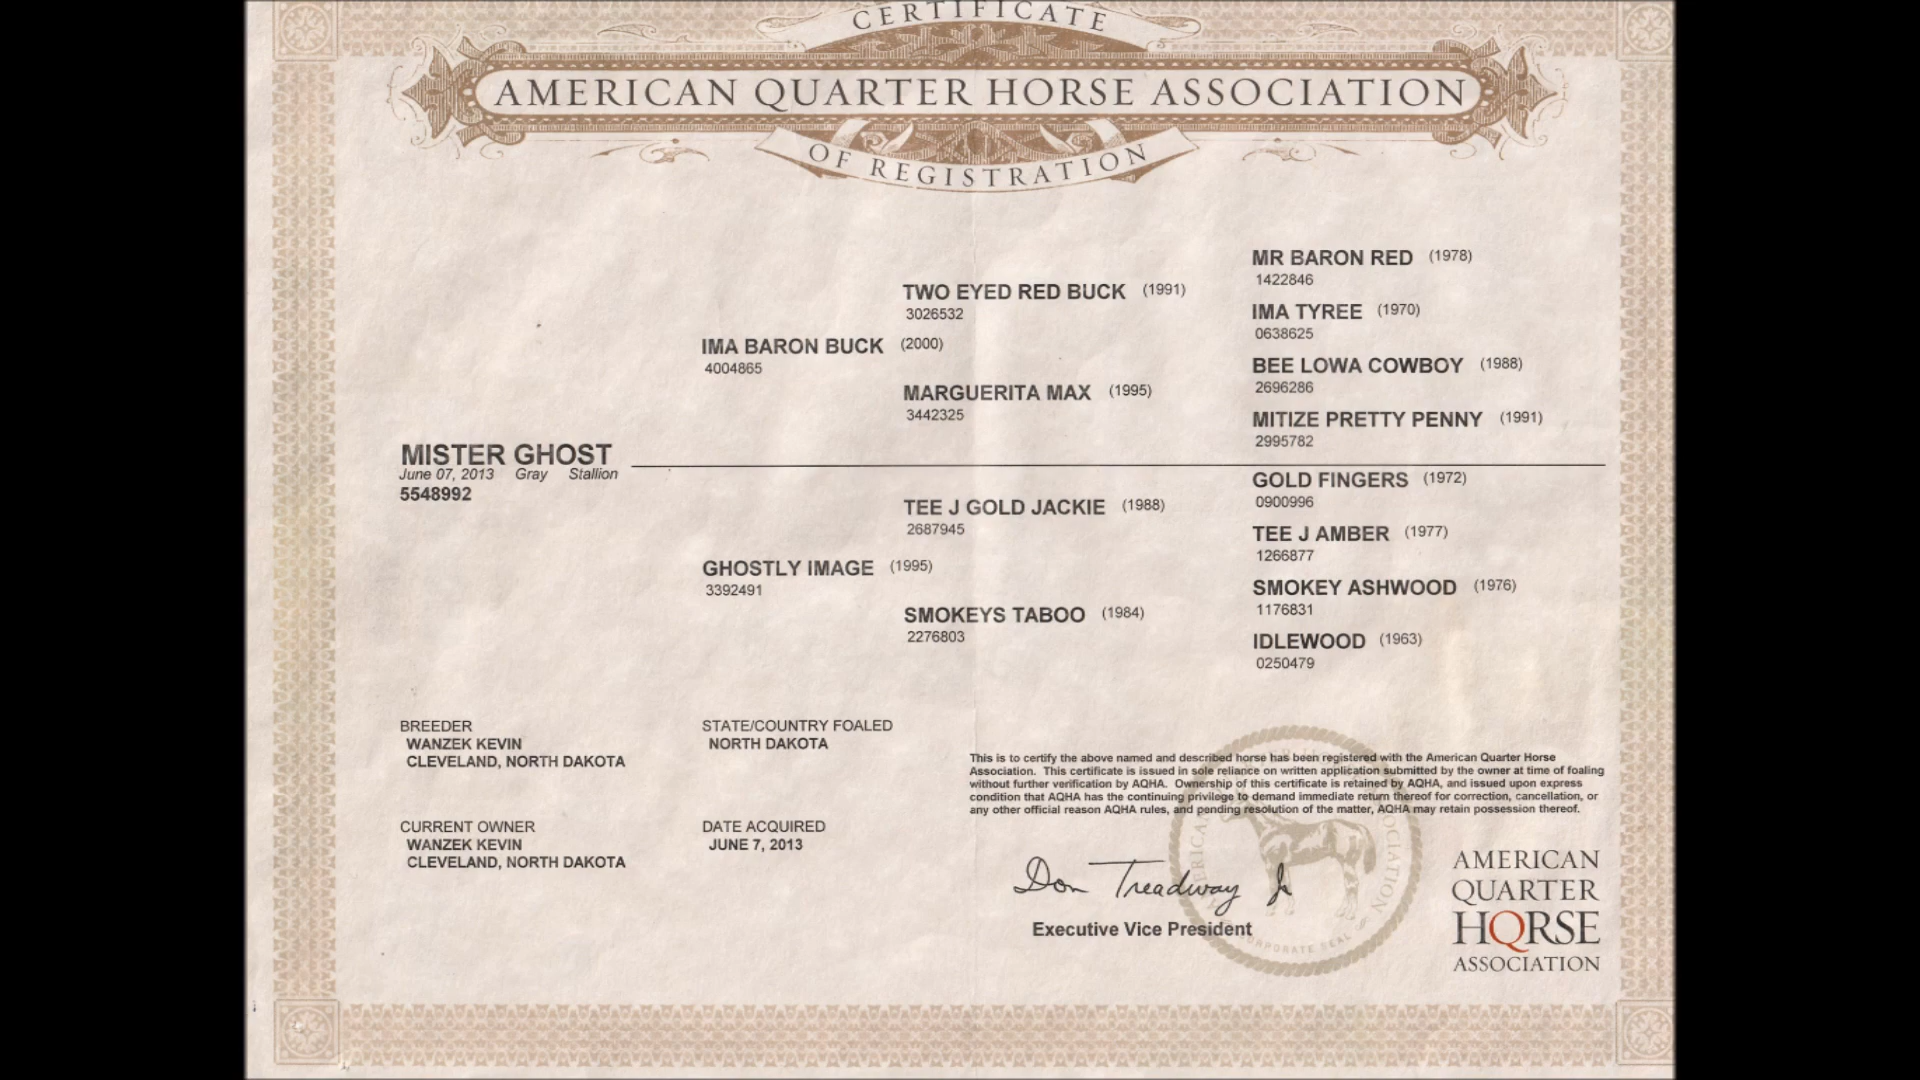 CERTIFICATE
AMERICAN QUARTER HORSE ASSOCIATION
OF REGISTRATION
MR BARON RED (1978)
1422846
TWO EYED RED BUCK (1991)
3026532
IMA TYREE (1970)
0638625
IMA BARON BUCK (2000)
4004865
BEE LOWA COWBOY (1988)
2696286
MARGUERITA MAX (1995)
3442325
MITIZE PRETTY PENNY (1991)
2995782
MISTER GHOST
June 07, 2013 Gray Stallion
5548992
GOLD FINGERS (1972)
0900996
TEE J GOLD JACKIE (1988)
2687945
TEE J AMBER (1977)
1266877
GHOSTLY IMAGE (1995)
3392491
SMOKEY ASHWOOD (1976)
1176831
SMOKEYS TABOO (1984)
2276803
IDLEWOOD (1963)
0250479
BREEDER
WANZEK KEVIN
CLEVELAND, NORTH DAKOTA
STATE/COUNTRY FOALED
NORTH DAKOTA
CURRENT OWNER
WANZEK KEVIN
CLEVELAND, NORTH DAKOTA
DATE ACQUIRED
JUNE 7, 2013
This is to certify the above named and described horse has been registered with the American Quarter Horse
Association. This certificate is issued in sole reliance on written application submitted by the owner at time of foaling
without further verification by AQHA. Ownership of this certificate is retained by AQHA, and issued upon express
condition that AQHA has the continuing privilege to demand immediate return thereof for correction, cancellation, or
any other official reason AQHA rules, and pending resolution of the matter, AQHA may retain possession thereof.
Don Treadway Jr
Executive Vice President
AMERICAN
QUARTER
HORSE
ASSOCIATION